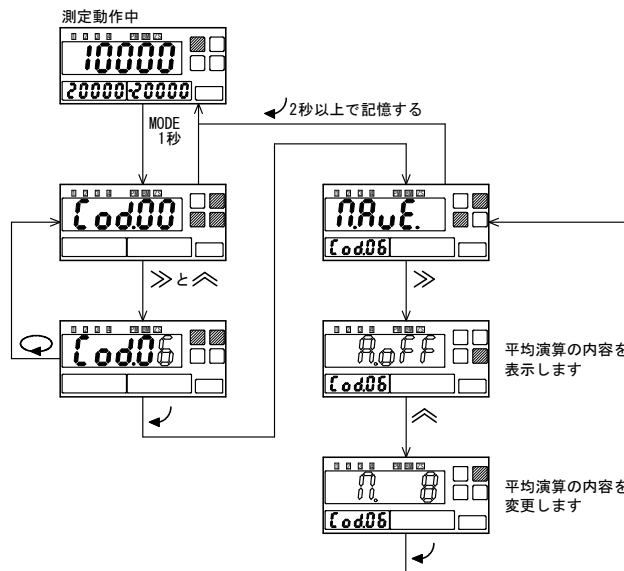 測定動作中
10000
20000 -20000
MODE
1秒
2秒以上で記憶する
Cod.00
≫と︽
Cod.06
M.AvE.
Cod.06
≫
A.oFF
Cod.06
平均演算の内容を
表示します
︽
M. 8
Cod.06
平均演算の内容を
変更します